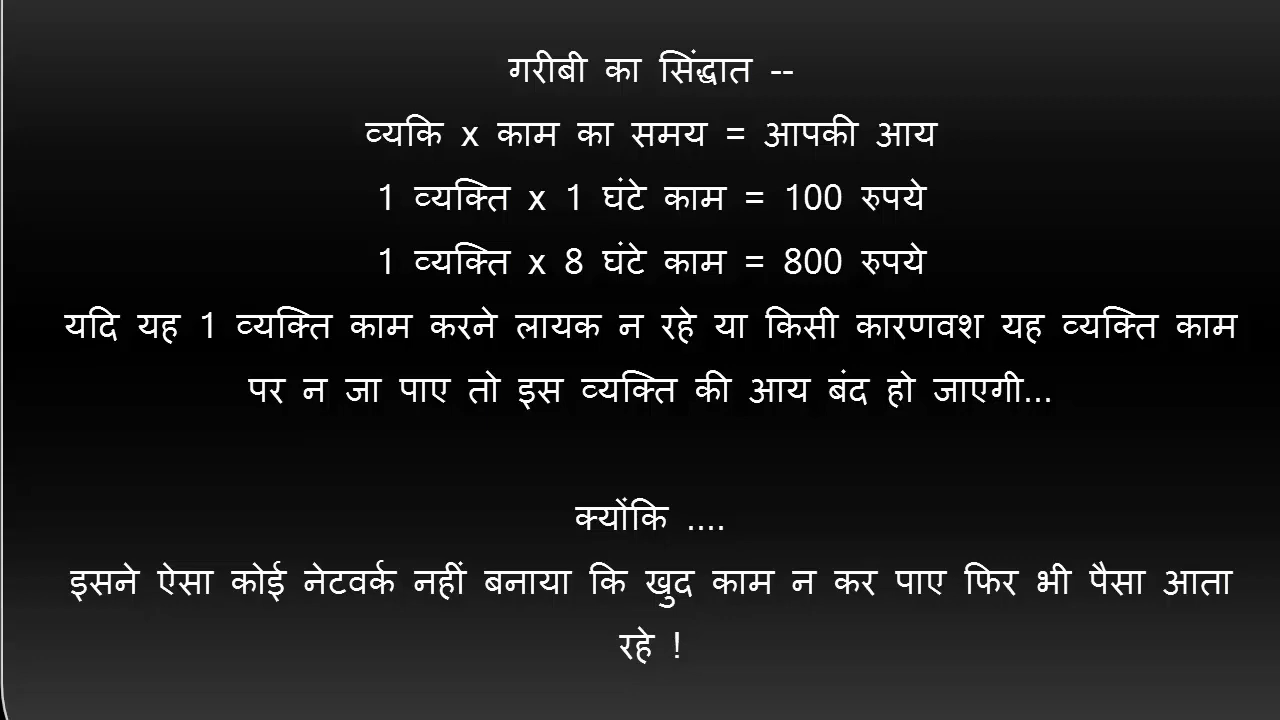 गरीबी का सिंद्धात --
व्यकि x काम का समय = आपकी आय
1 व्यक्ति x 1 घंटे काम = 100 रुपये
1 व्यक्ति x 8 घंटे काम = 800 रुपये
यदि यह 1 व्यक्ति काम करने लायक न रहे या किसी कारणवश यह व्यक्ति काम
पर न जा पाए तो इस व्यक्ति की आय बंद हो जाएगी...
क्योंकि ....
इसने ऐसा कोई नेटवर्क नहीं बनाया कि खुद काम न कर पाए फिर भी पैसा आता
रहे !